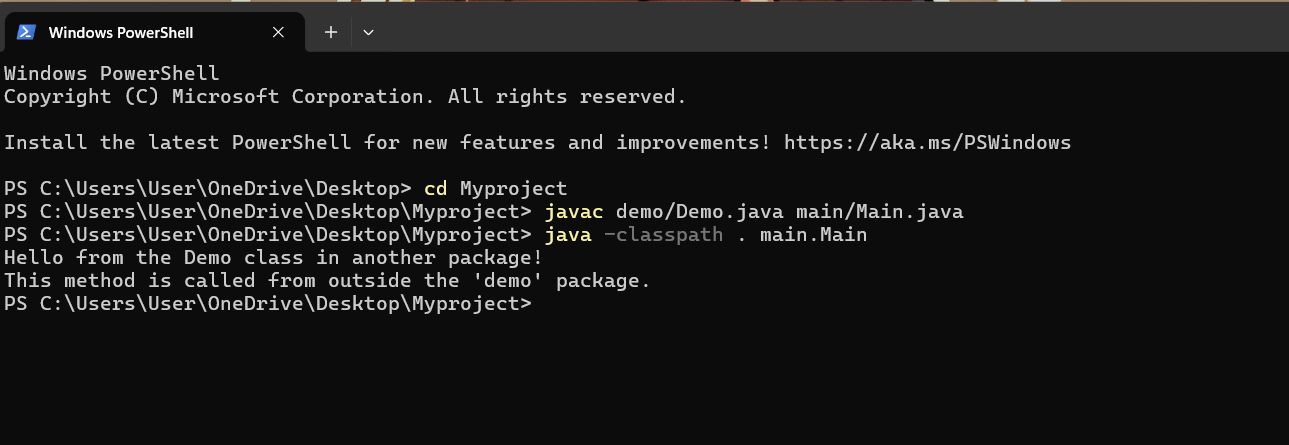 Windows PowerShell
Windows PowerShell
Copyright (C) Microsoft Corporation. All rights reserved.
Install the latest PowerShell for new features and improvements! https://aka.ms/PSWindows
PS C:\Users\User\OneDrive\Desktop> cd Myproject
PS C:\Users\User\OneDrive\Desktop\Myproject> javac demo/Demo.java main/Main.java
PS C:\Users\User\OneDrive\Desktop\Myproject> java -classpath . main.Main
Hello from the Demo class in another package!
This method is called from outside the 'demo' package.
PS C:\Users\User\OneDrive\Desktop\Myproject>